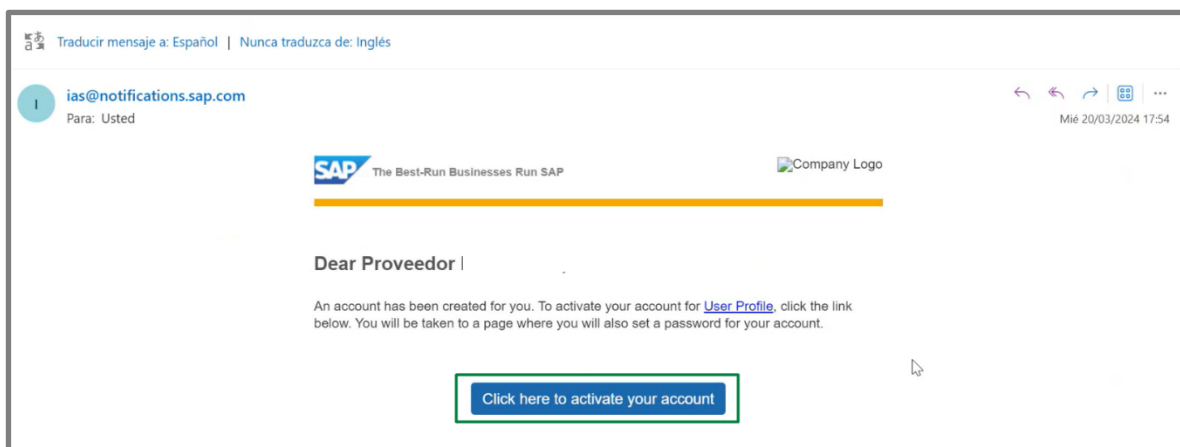 Traducir mensaje a: Español | Nunca traduzca de: Inglés
I
ias@notifications.sap.com
Para: Usted
Mié 20/03/2024 17:54
SAP The Best-Run Businesses Run SAP
Company Logo
Dear Proveedor
An account has been created for you. To activate your account for User Profile, click the link
below. You will be taken to a page where you will also set a password for your account.
Click here to activate your account